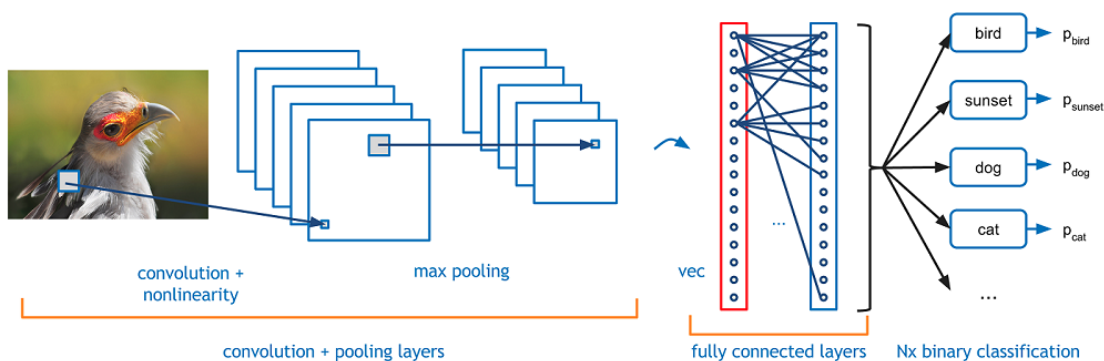 bird
p_bird
sunset
p_sunset
dog
p_dog
cat
p_cat
...
...
convolution +
nonlinearity
max pooling
vec
convolution + pooling layers
fully connected layers
Nx binary classification